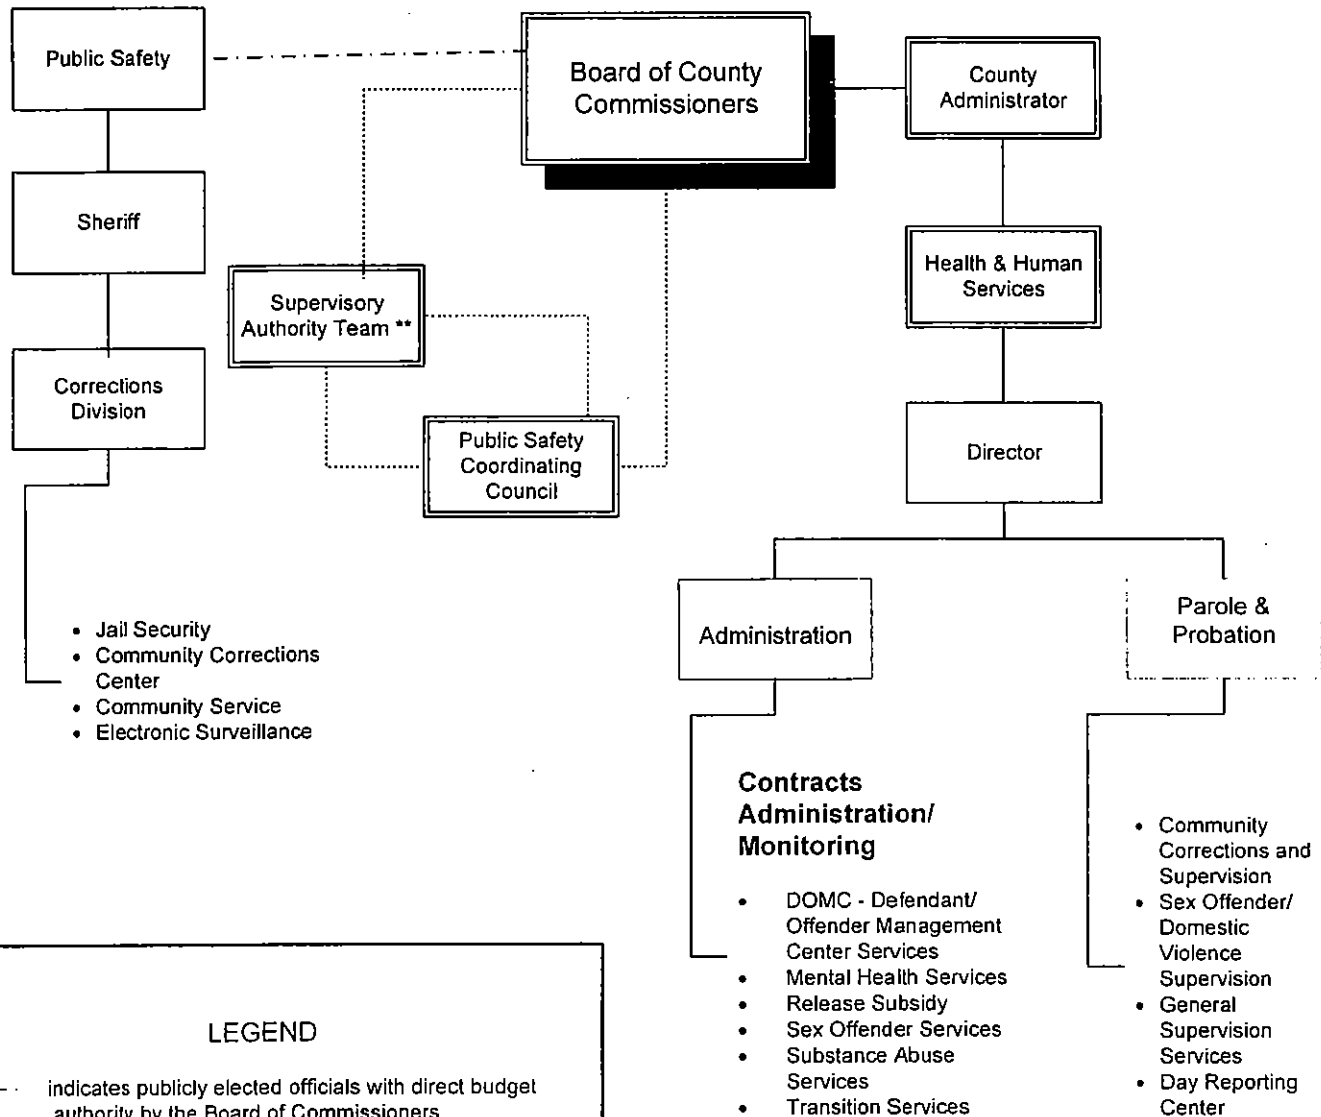 Public Safety
Board of County
Commissioners
County
Administrator
Sheriff
Supervisory
Authority Team **
Health & Human
Services
Corrections
Division
Public Safety
Coordinating
Council
Director
Administration
Parole &
Probation
• Jail Security
• Community Corrections
Center
• Community Service
• Electronic Surveillance
Contracts
Administration/
Monitoring
• DOMC - Defendant/
Offender Management
Center Services
• Mental Health Services
• Release Subsidy
• Sex Offender Services
• Substance Abuse
Services
• Transition Services
• Community
Corrections and
Supervision
• Sex Offender/
Domestic
Violence
Supervision
• General
Supervision
Services
• Day Reporting
Center
LEGEND
indicates publicly elected officials with direct budget
authority by the Board of Commissioners